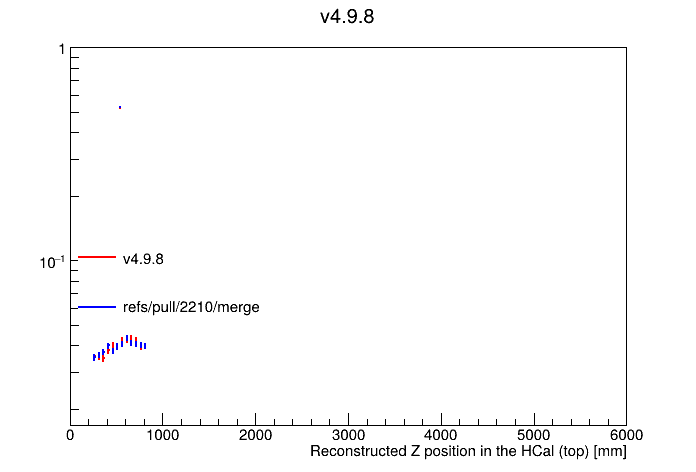 v4.9.8
1
10⁻¹
v4.9.8
refs/pull/2210/merge
0 1000 2000 3000 4000 5000 6000
Reconstructed Z position in the HCal (top) [mm]